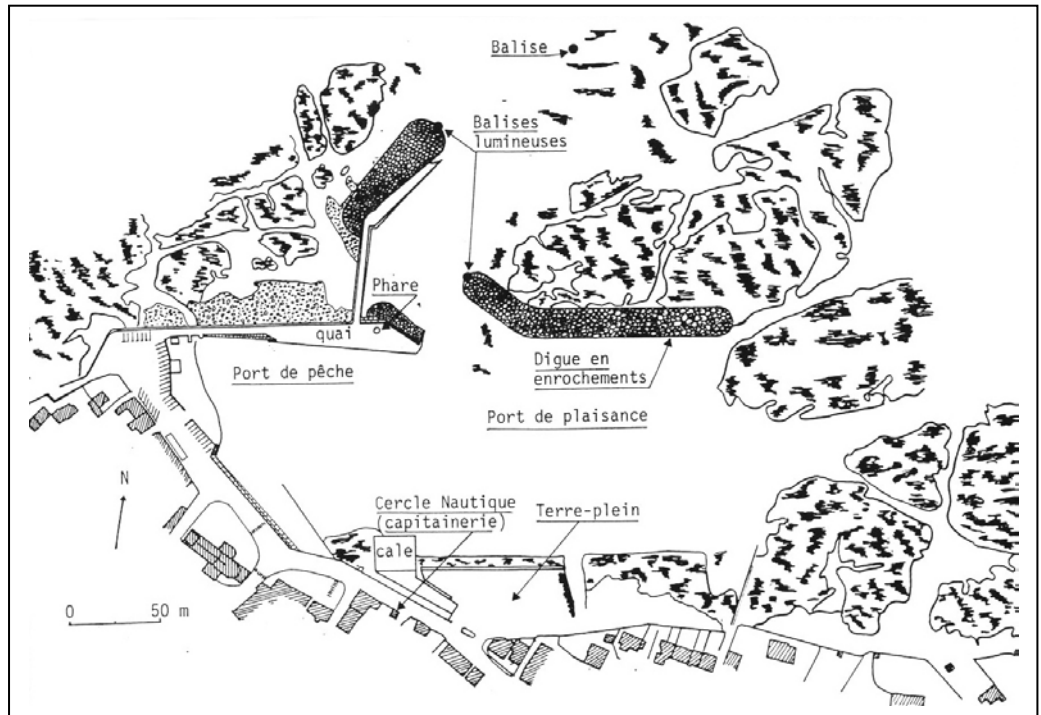 Balise
Balises
lumineuses
Phare
quai
Port de pêche
Digue en
enrochements
Port de plaisance
N
Cercle Nautique
(capitainerie)
Terre-plein
cale
0 50 m